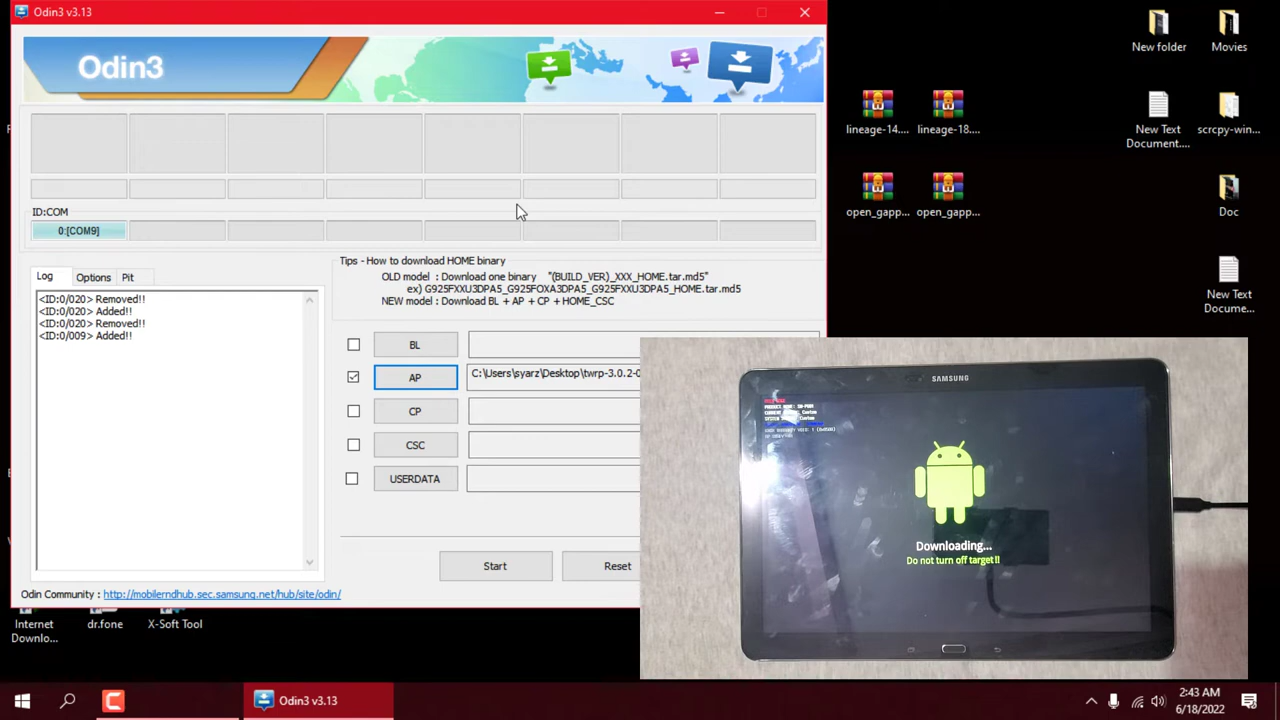 Odin3 v3.13
Odin3
ID:COM
0:[COM9]
Log
Options
Pit
<ID:0/020> Removed!!
<ID:0/020> Added!!
<ID:0/020> Removed!!
<ID:0/009> Added!!
Tips - How to download HOME binary
OLD model : Download one binary "(BUILD_VER)_XXX_HOME.tar.md5"
ex) G925FXXU3DPA5_G925FOXA3DPA5_G925FXXU3DPA5_HOME.tar.md5
NEW model : Download BL + AP + CP + HOME_CSC
BL
AP
C:\Users\syarz\Desktop\twrp-3.0.2-0
CP
CSC
USERDATA
Start
Reset
Odin Community : http://mobilerndhub.sec.samsung.net/hub/site/odin/
New folder
Movies
lineage-14....
lineage-18....
New Text
Document....
scrcpy-win...
open_gapp...
open_gapp...
Doc
New Text
Docume...
SAMSUNG
Downloading...
Do not turn off target !!
Internet
Downlo...
dr.fone
X-Soft Tool
Odin3 v3.13
2:43 AM
6/18/2022